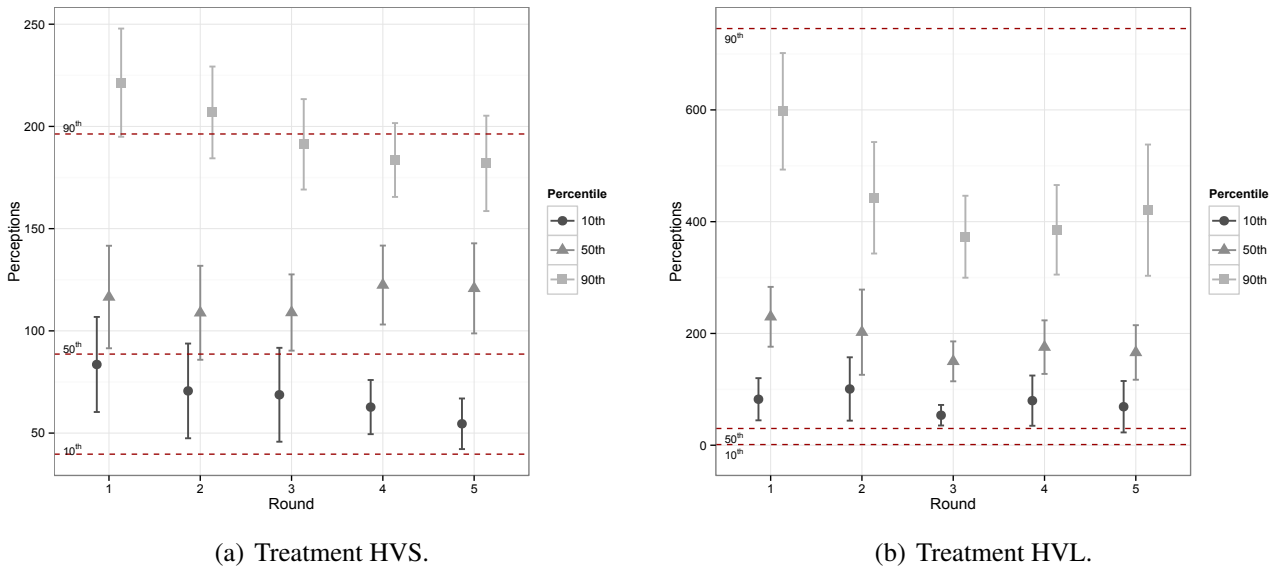 250
200
150
100
50
Perceptions
90th
50th
10th
1 2 3 4 5
Round
Percentile
10th
50th
90th
(a) Treatment HVS.
600
400
200
0
Perceptions
90th
50th
10th
1 2 3 4 5
Round
Percentile
10th
50th
90th
(b) Treatment HVL.